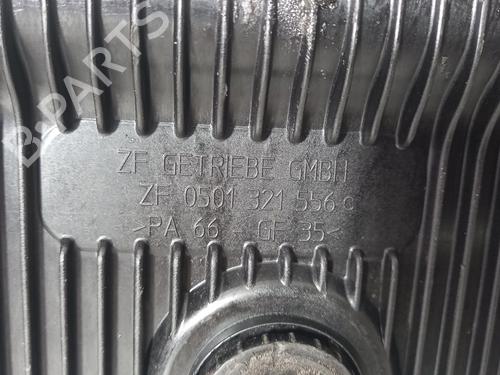 B-PARTS
ZF GETRIEBE GMBH
ZF 0501 321 556 c
>PA 66 GF 35<